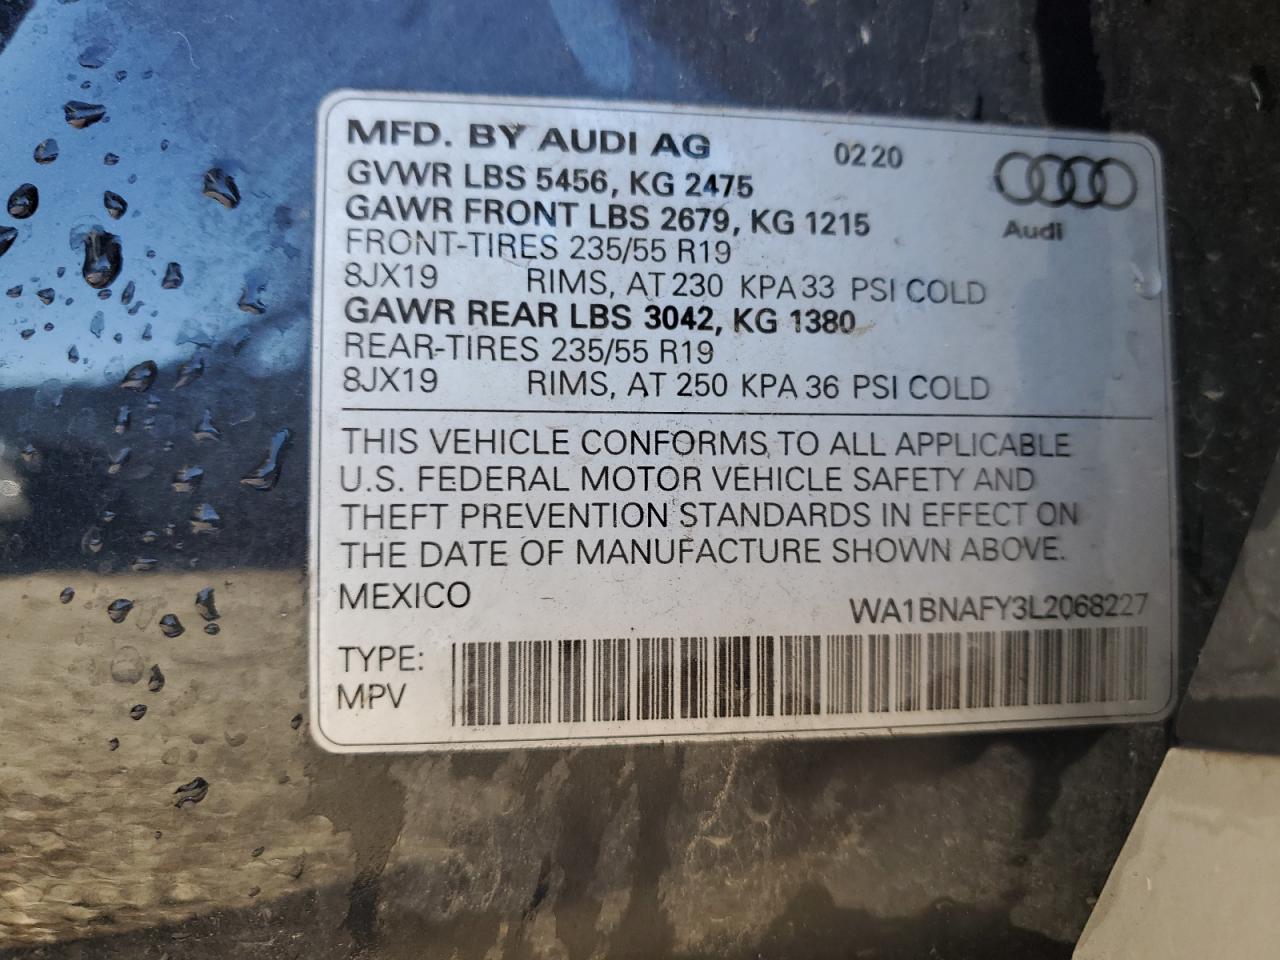 MFD. BY AUDI AG 0220
Audi
GVWR LBS 5456, KG 2475
GAWR FRONT LBS 2679, KG 1215
FRONT-TIRES 235/55 R19
8JX19 RIMS, AT 230 KPA 33 PSI COLD
GAWR REAR LBS 3042, KG 1380
REAR-TIRES 235/55 R19
8JX19 RIMS, AT 250 KPA 36 PSI COLD
THIS VEHICLE CONFORMS TO ALL APPLICABLE
U.S. FEDERAL MOTOR VEHICLE SAFETY AND
THEFT PREVENTION STANDARDS IN EFFECT ON
THE DATE OF MANUFACTURE SHOWN ABOVE.
MEXICO WA1BNAFY3L2068227
TYPE:
MPV